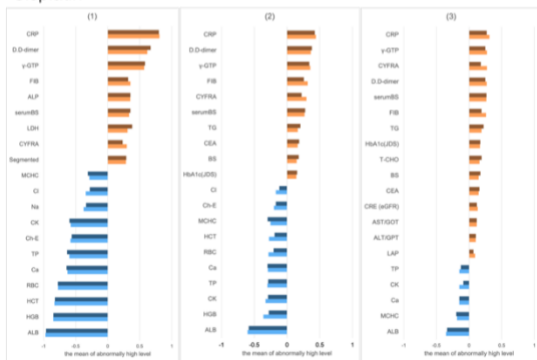 (1)
CRP
D.D-dimer
γ-GTP
FIB
ALP
serumBS
LDH
CYFRA
Segmented
MCHC
Cl
Na
CK
Ch-E
TP
Ca
RBC
HCT
HGB
ALB
-1 -0.5 0 0.5 1
the mean of abnormally high level
(2)
CRP
D.D-dimer
γ-GTP
FIB
CYFRA
serumBS
TG
CEA
BS
HbA1c(JDS)
Cl
Ch-E
MCHC
HCT
RBC
Ca
TP
CK
HGB
ALB
-1 -0.5 0 0.5 1
the mean of abnormally high level
(3)
CRP
γ-GTP
CYFRA
D.D-dimer
serumBS
FIB
TG
HbA1c(JDS)
T-CHO
BS
CEA
CRE (eGFR)
AST/GOT
ALT/GPT
LAP
TP
CK
Ca
MCHC
ALB
-1 -0.5 0 0.5 1
the mean of abnormally high level